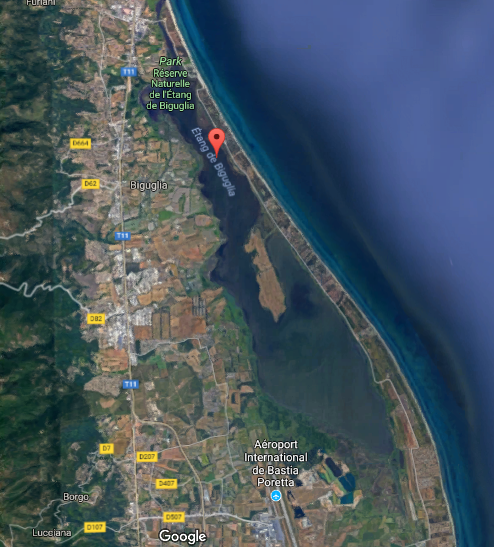 Furiani
T11
Park
Réserve
Naturelle
de l'Étang
de Biguglia
D664
Étang de Biguglia
D62
Biguglia
T11
D82
T11
Aéroport
International
de Bastia
Poretta
D7
D207
D407
Borgo
D507
Lucciana
D107
Google